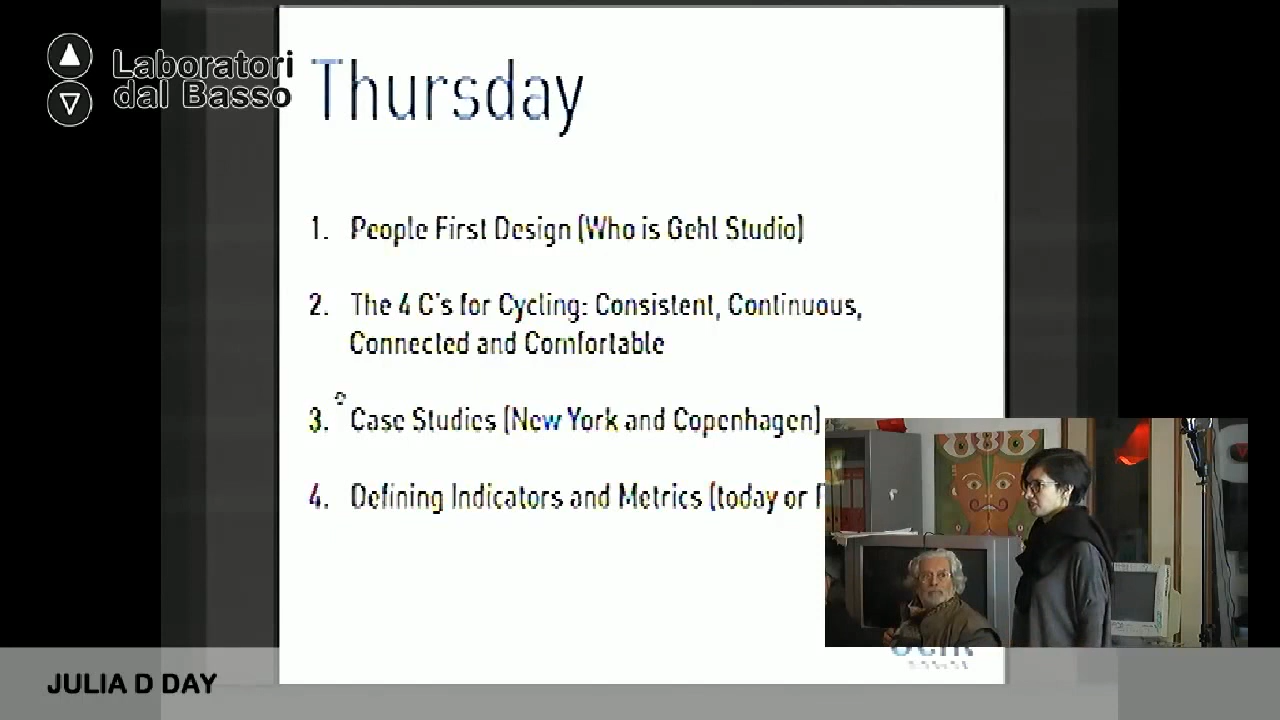 Laboratori
dal Basso
Thursday
1. People First Design (Who is Gehl Studio)
2. The 4 C's for Cycling: Consistent, Continuous,
Connected and Comfortable
3. Case Studies (New York and Copenhagen)
4. Defining Indicators and Metrics (today or
JULIA D DAY